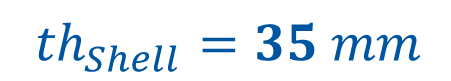 th_Shell = 35 mm